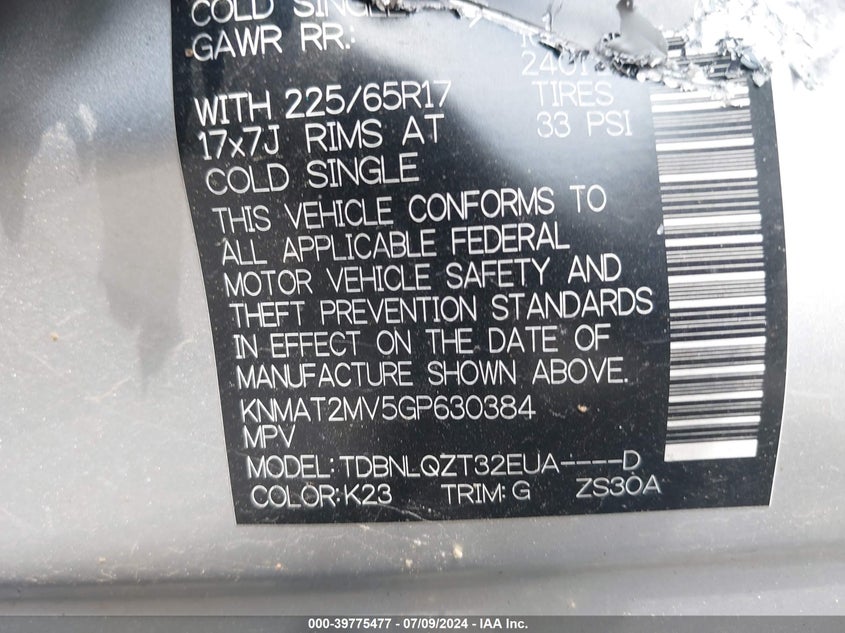 COLD SINGLE
GAWR RR.:
WITH 225/65R17 TIRES
17x7J RIMS AT 33 PSI
COLD SINGLE
THIS VEHICLE CONFORMS TO
ALL APPLICABLE FEDERAL
MOTOR VEHICLE SAFETY AND
THEFT PREVENTION STANDARDS
IN EFFECT ON THE DATE OF
MANUFACTURE SHOWN ABOVE.
KNMAT2MV5GP630384
MPV
MODEL: TDBNLQZT32EUA----D
COLOR:K23 TRIM:G ZS30A
000-39775477 - 07/09/2024 - IAA Inc.